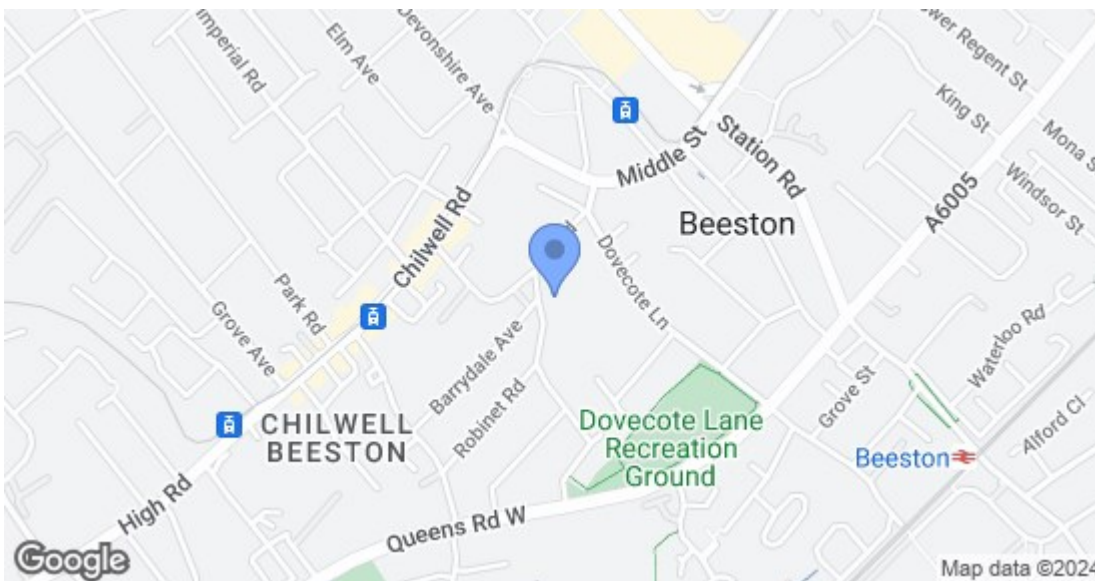 Imperial Rd
Elm Ave
Devonshire Ave
ower Regent St
King St
Mona S
Windsor St
Station Rd
Middle St
A6005
Beeston
Chilwell Rd
Dovecote Ln
Park Rd
Grove Ave
Barrydale Ave
Robinet Rd
Waterloo Rd
Grove St
Alford Cl
CHILWELL
BEESTON
Dovecote Lane
Recreation
Ground
Beeston
High Rd
Queens Rd W
Google
Map data ©2024